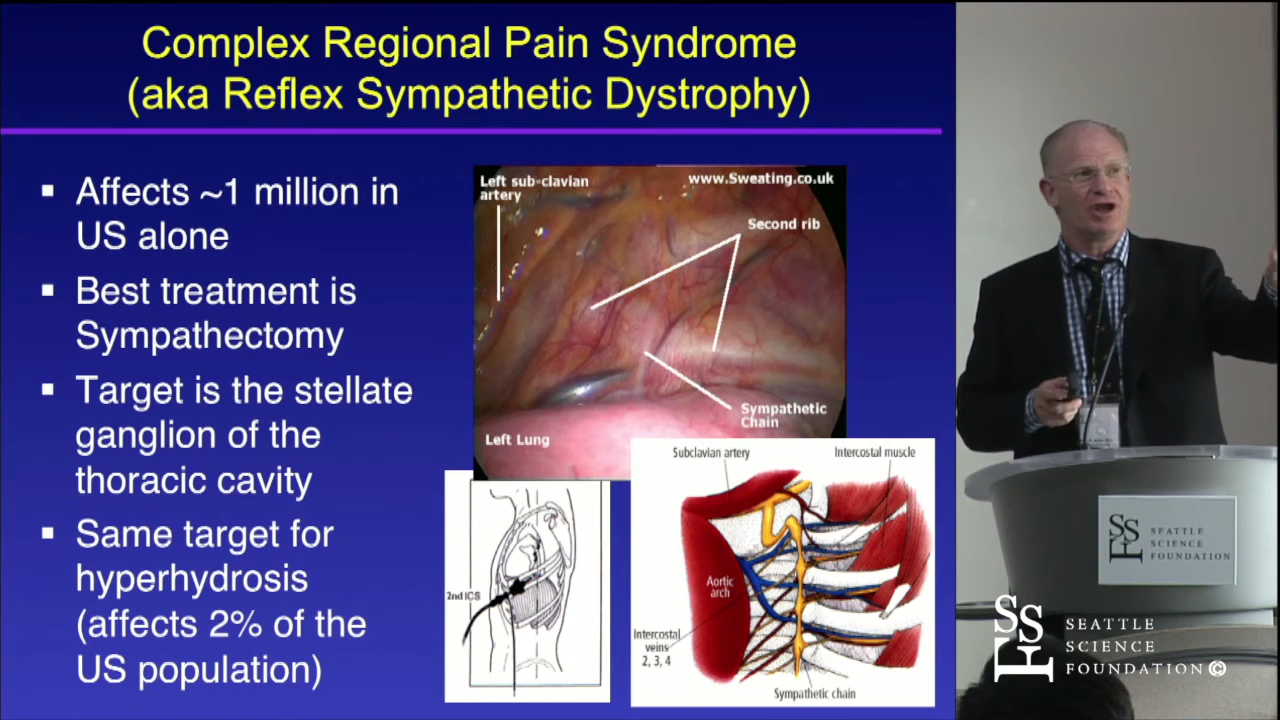 Complex Regional Pain Syndrome
(aka Reflex Sympathetic Dystrophy)
▪ Affects ~1 million in
US alone
▪ Best treatment is
Sympathectomy
▪ Target is the stellate
ganglion of the
thoracic cavity
▪ Same target for
hyperhydrosis
(affects 2% of the
US population)
Left sub-clavian
artery
www.Sweating.co.uk
Second rib
Sympathetic
Chain
Left Lung
2nd ICS
Subclavian artery
Intercostal muscle
Aortic
arch
Intercostal
veins
2, 3, 4
Sympathetic chain
SSF
SEATTLE
SCIENCE
FOUNDATION
SSF
SEATTLE
SCIENCE
FOUNDATION©